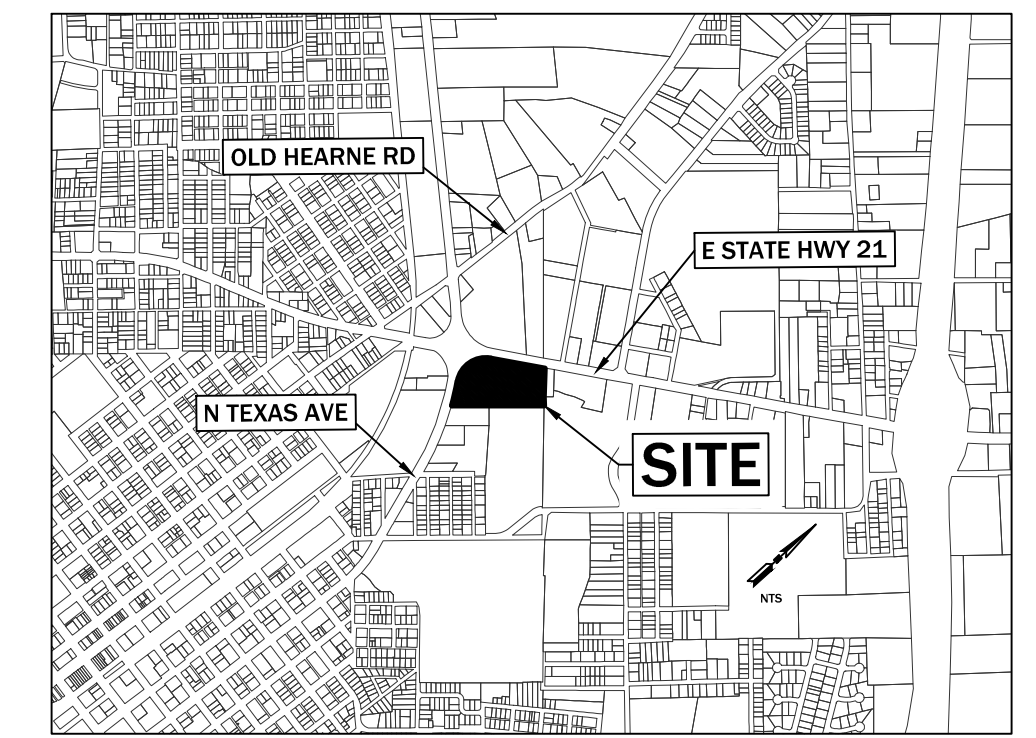 OLD HEARNE RD
E STATE HWY 21
N TEXAS AVE
SITE
NTS